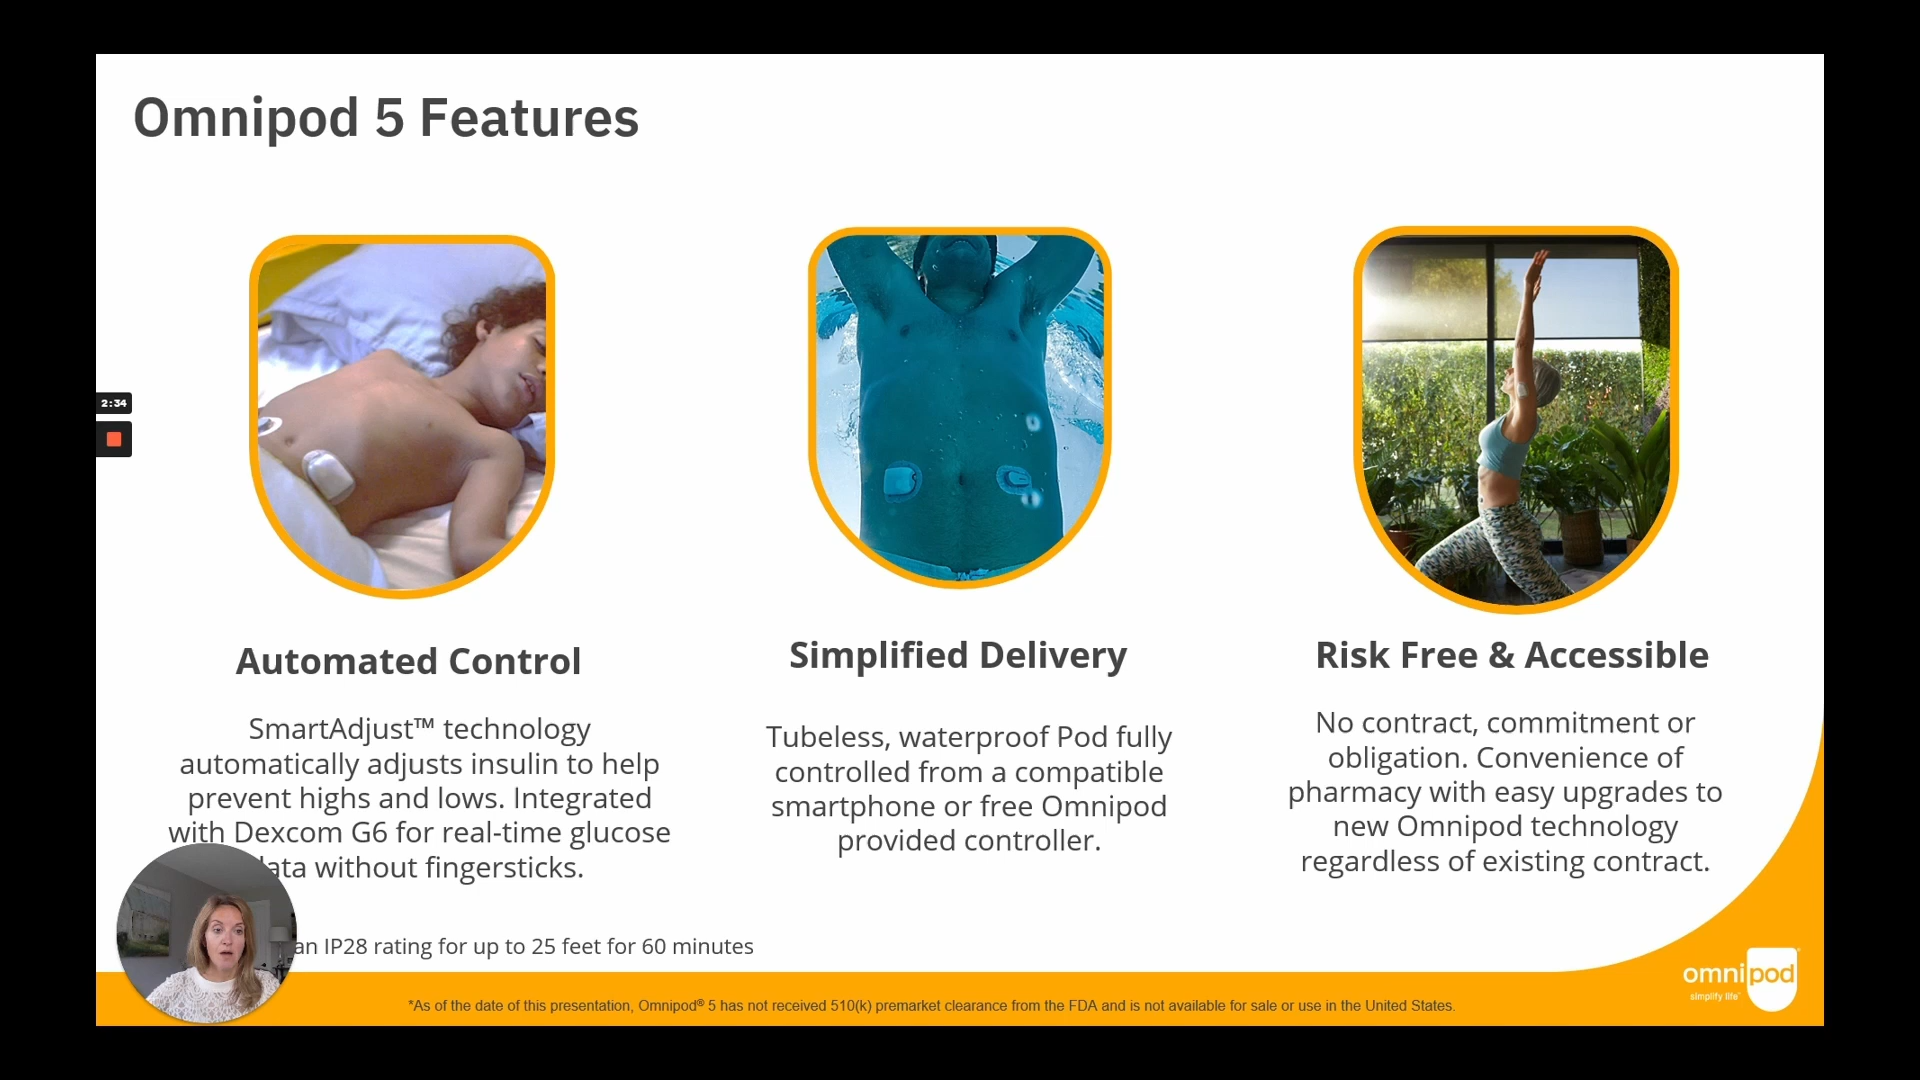 Omnipod 5 Features
2:34
Automated Control
SmartAdjust™ technology
automatically adjusts insulin to help
prevent highs and lows. Integrated
with Dexcom G6 for real-time glucose
ata without fingersticks.
Simplified Delivery
Tubeless, waterproof Pod fully
controlled from a compatible
smartphone or free Omnipod
provided controller.
Risk Free & Accessible
No contract, commitment or
obligation. Convenience of
pharmacy with easy upgrades to
new Omnipod technology
regardless of existing contract.
an IP28 rating for up to 25 feet for 60 minutes
*As of the date of this presentation, Omnipod® 5 has not received 510(k) premarket clearance from the FDA and is not available for sale or use in the United States.
omnipod®
simplify life™